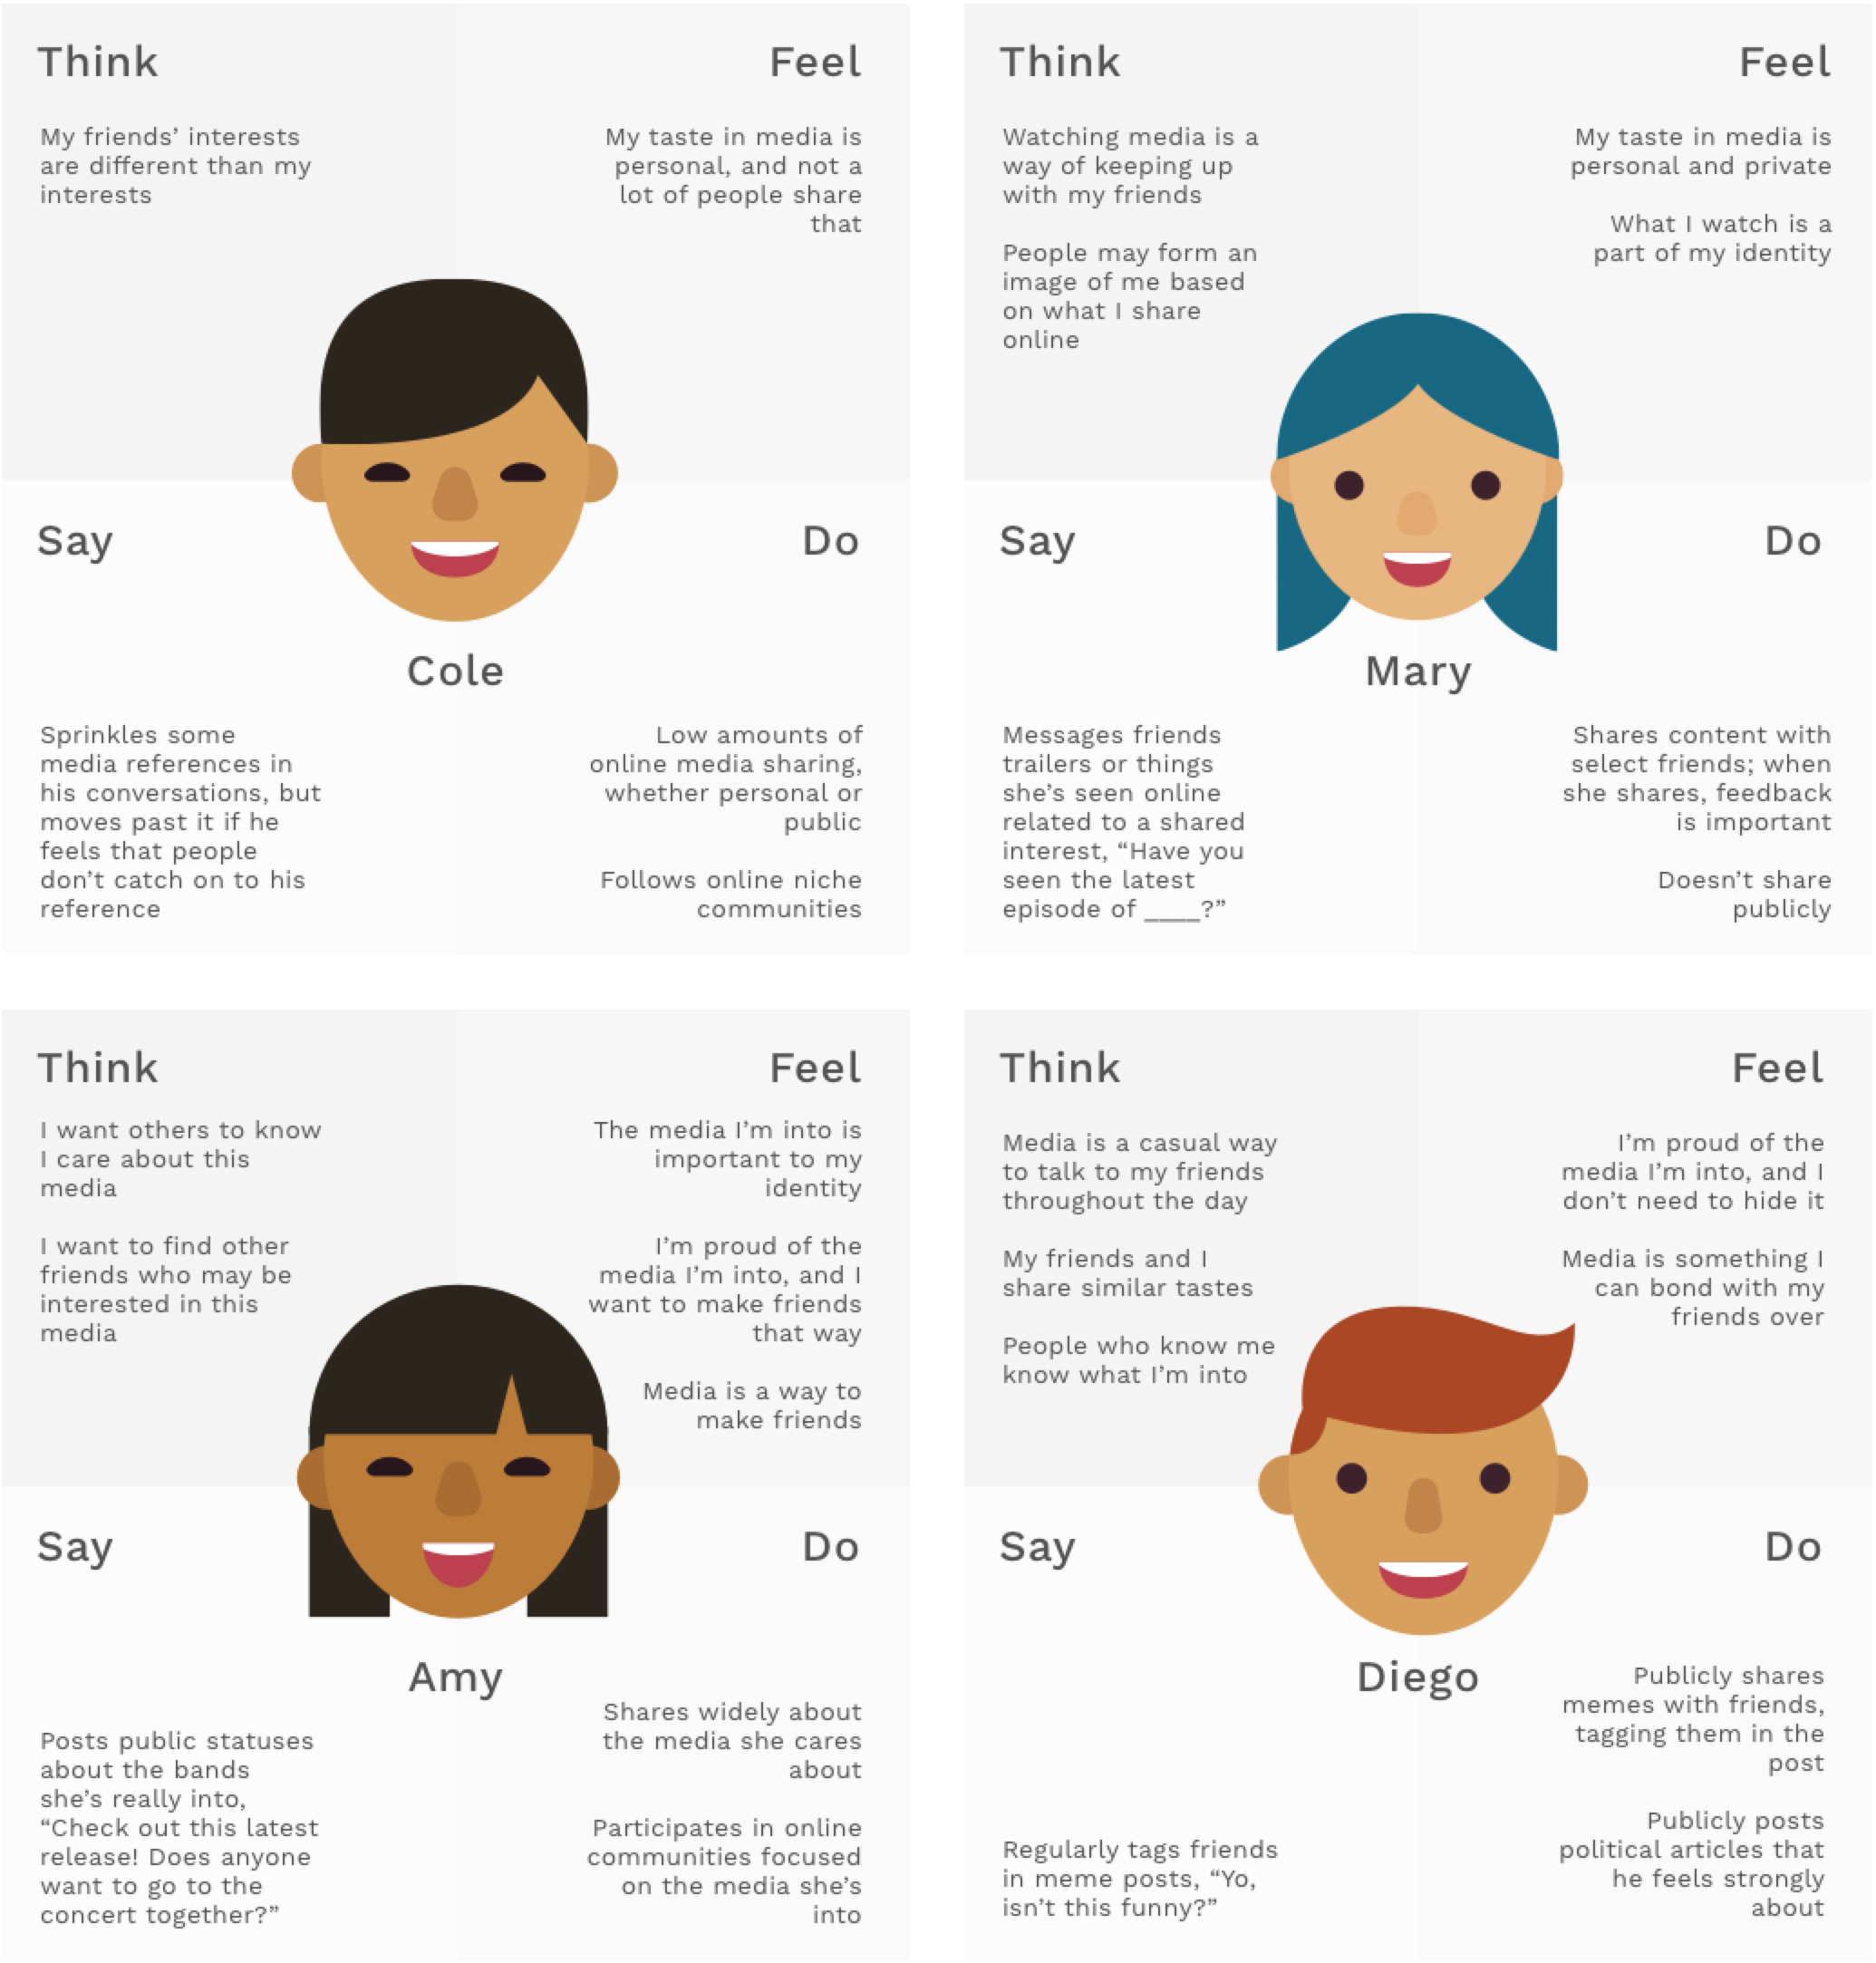 Think
My friends’ interests
are different than my
interests
Feel
My taste in media is
personal, and not a
lot of people share
that
Say
Do
Cole
Sprinkles some
media references in
his conversations, but
moves past it if he
feels that people
don’t catch on to his
reference
Low amounts of
online media sharing,
whether personal or
public
Follows online niche
communities
Think
Watching media is a
way of keeping up
with my friends
People may form an
image of me based
on what I share
online
Feel
My taste in media is
personal and private
What I watch is a
part of my identity
Say
Do
Mary
Messages friends
trailers or things
she’s seen online
related to a shared
interest, “Have you
seen the latest
episode of ____?”
Shares content with
select friends; when
she shares, feedback
is important
Doesn’t share
publicly
Think
I want others to know
I care about this
media
I want to find other
friends who may be
interested in this
media
Feel
The media I’m into is
important to my
identity
I’m proud of the
media I’m into, and I
want to make friends
that way
Media is a way to
make friends
Say
Do
Amy
Posts public statuses
about the bands
she’s really into,
“Check out this latest
release! Does anyone
want to go to the
concert together?”
Shares widely about
the media she cares
about
Participates in online
communities focused
on the media she’s
into
Think
Media is a casual way
to talk to my friends
throughout the day
My friends and I
share similar tastes
People who know me
know what I’m into
Feel
I’m proud of the
media I’m into, and I
don’t need to hide it
Media is something I
can bond with my
friends over
Say
Do
Diego
Regularly tags friends
in meme posts, “Yo,
isn’t this funny?”
Publicly shares
memes with friends,
tagging them in the
post
Publicly posts
political articles that
he feels strongly
about